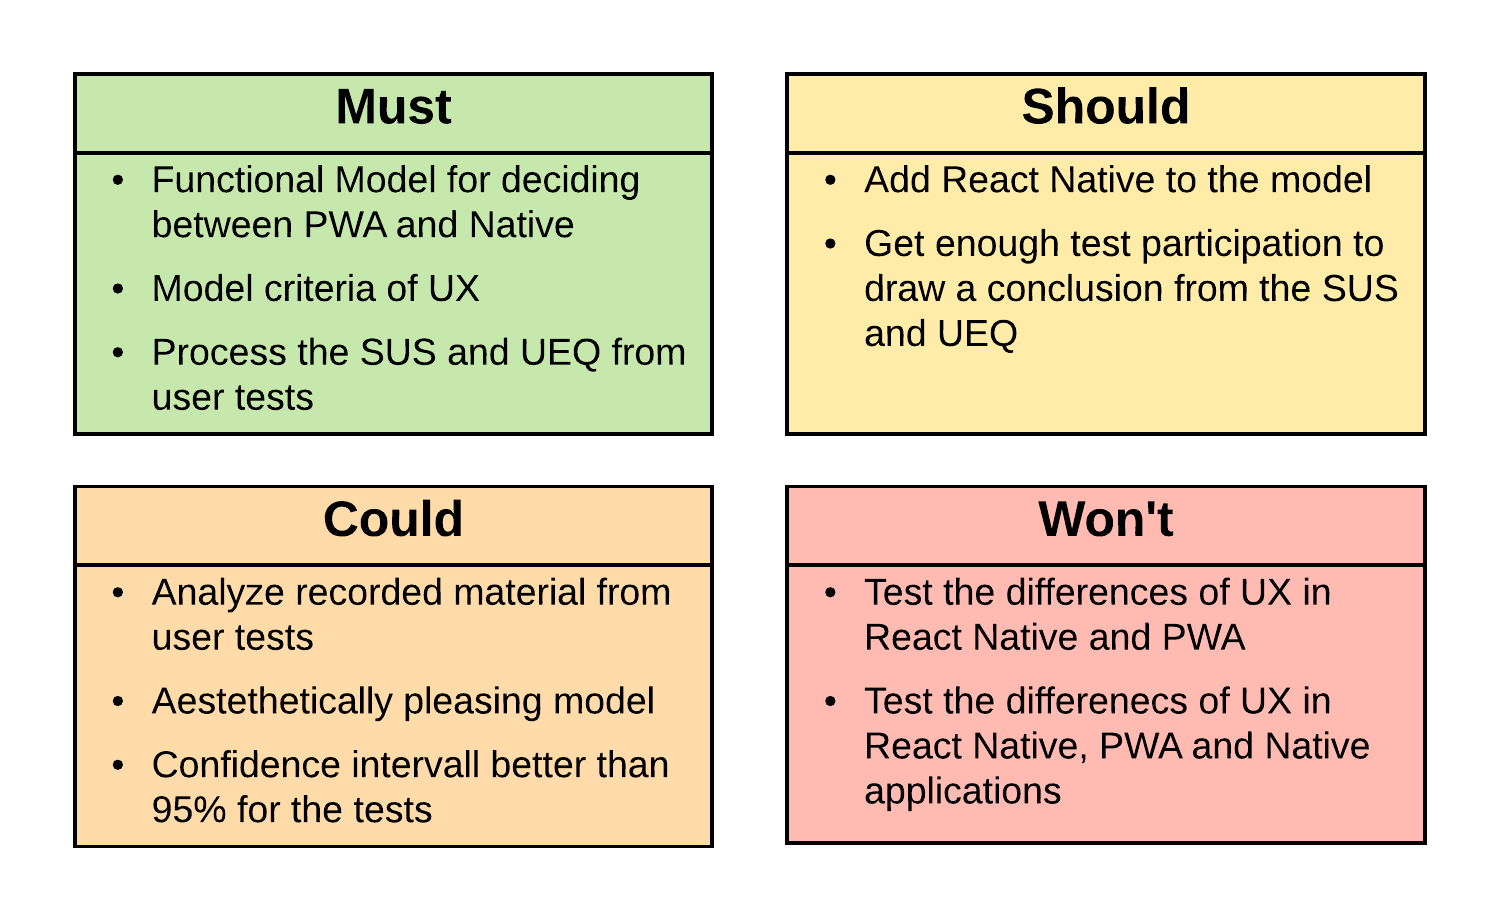 Must
• Functional Model for deciding
between PWA and Native
• Model criteria of UX
• Process the SUS and UEQ from
user tests
Should
• Add React Native to the model
• Get enough test participation to
draw a conclusion from the SUS
and UEQ
Could
• Analyze recorded material from
user tests
• Aestethetically pleasing model
• Confidence intervall better than
95% for the tests
Won't
• Test the differences of UX in
React Native and PWA
• Test the differenecs of UX in
React Native, PWA and Native
applications